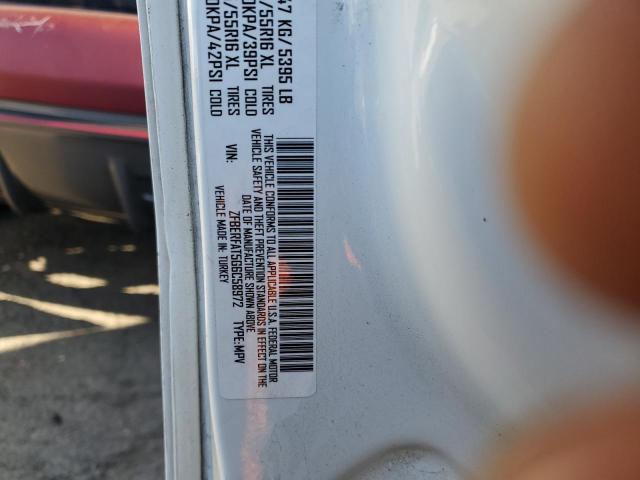 47 KG/ 5395 LB
/55R16 XL TIRES
0KPA/39PSI COLD
/55R16 XL TIRES
0KPA/42PSI COLD
THIS VEHICLE CONFORMS TO ALL APPLICABLE U.S.A. FEDERAL MOTOR
VEHICLE SAFETY AND THEFT PREVENTION STANDARDS IN EFFECT ON THE
DATE OF MANUFACTURE SHOWN ABOVE
VIN: ZFBERFAT5G6C58972 TYPE:MPV
VEHICLE MADE IN: TURKEY